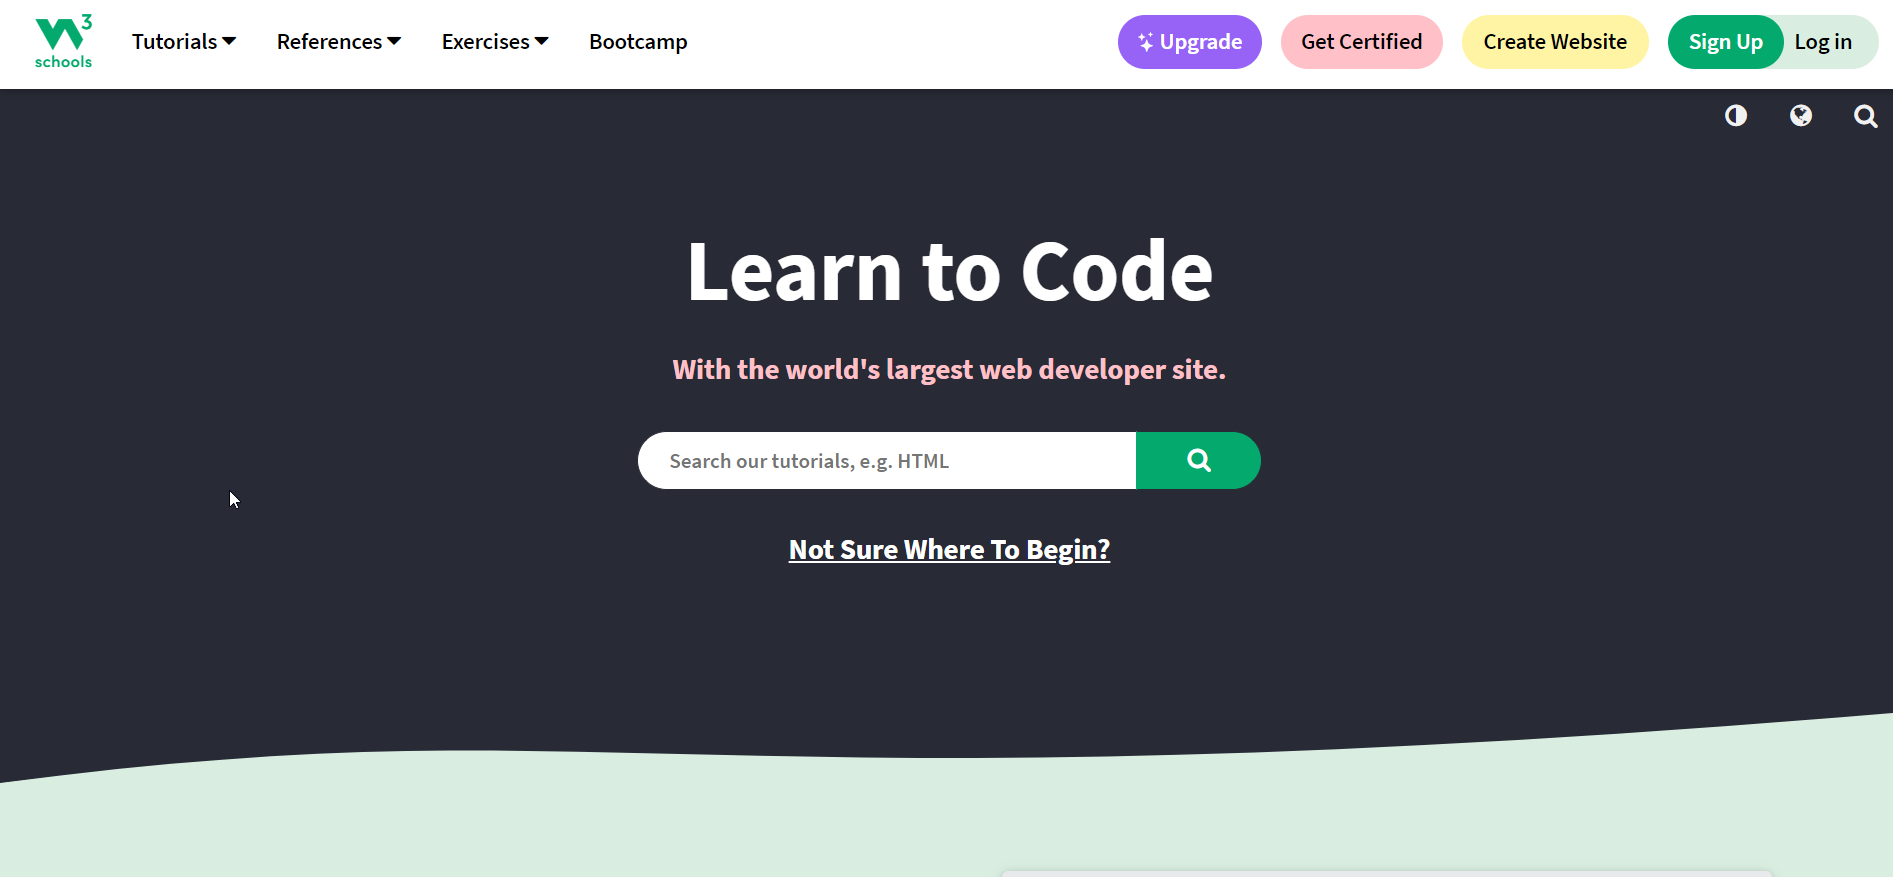 W3 schools
Tutorials
References
Exercises
Bootcamp
Upgrade
Get Certified
Create Website
Sign Up
Log in
Learn to Code
With the world's largest web developer site.
Search our tutorials, e.g. HTML
Not Sure Where To Begin?